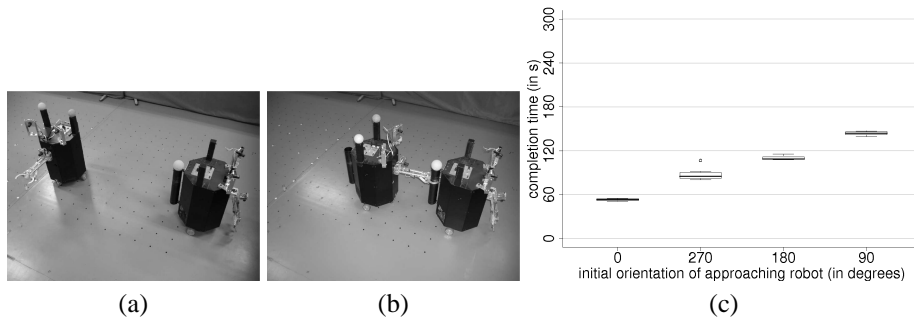 completion time (in s)
300
240
180
120
60
0
0 270 180 90
initial orientation of approaching robot (in degrees)
(a) (b) (c)